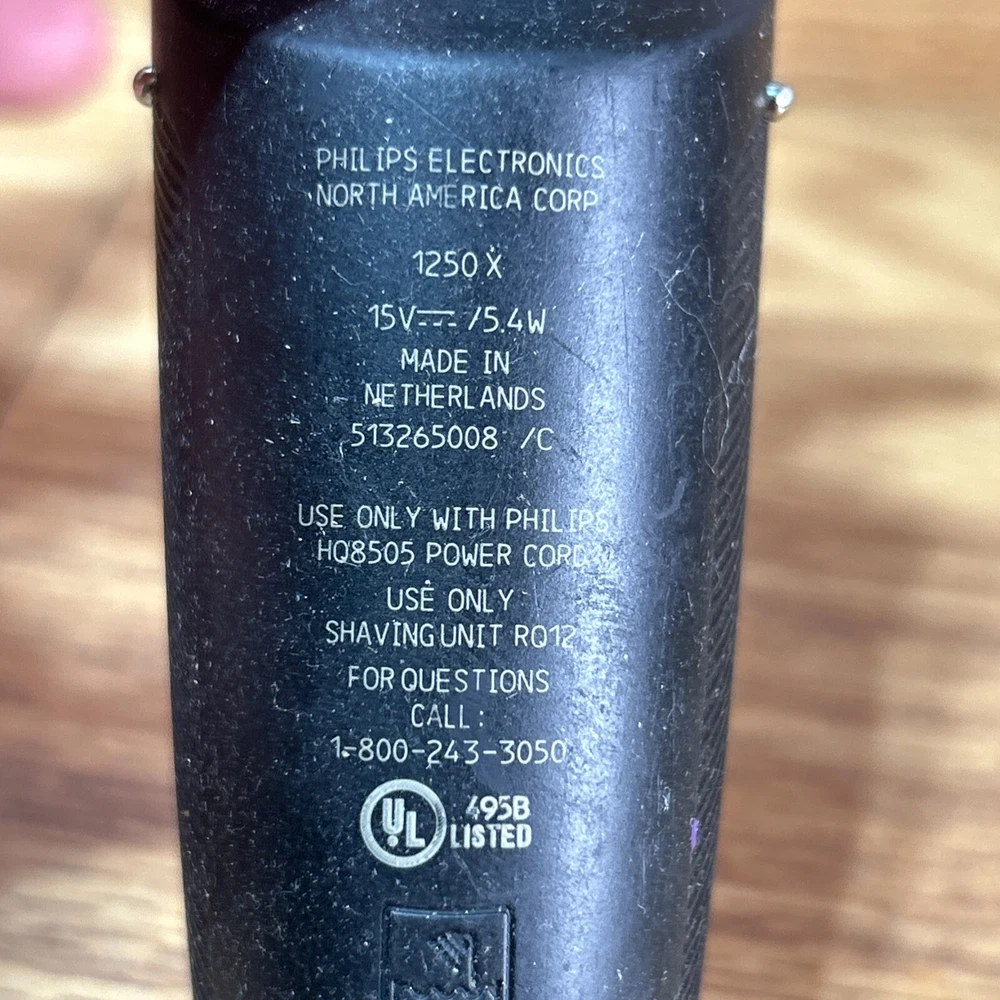 PHILIPS ELECTRONICS
NORTH AMERICA CORP
1250 X
15V⎓ /5.4W
MADE IN
NETHERLANDS
513265008 /C
USE ONLY WITH PHILIPS
HQ8505 POWER CORD
USE ONLY
SHAVING UNIT RQ12
FOR QUESTIONS
CALL:
1-800-243-3050
UL 495B
LISTED